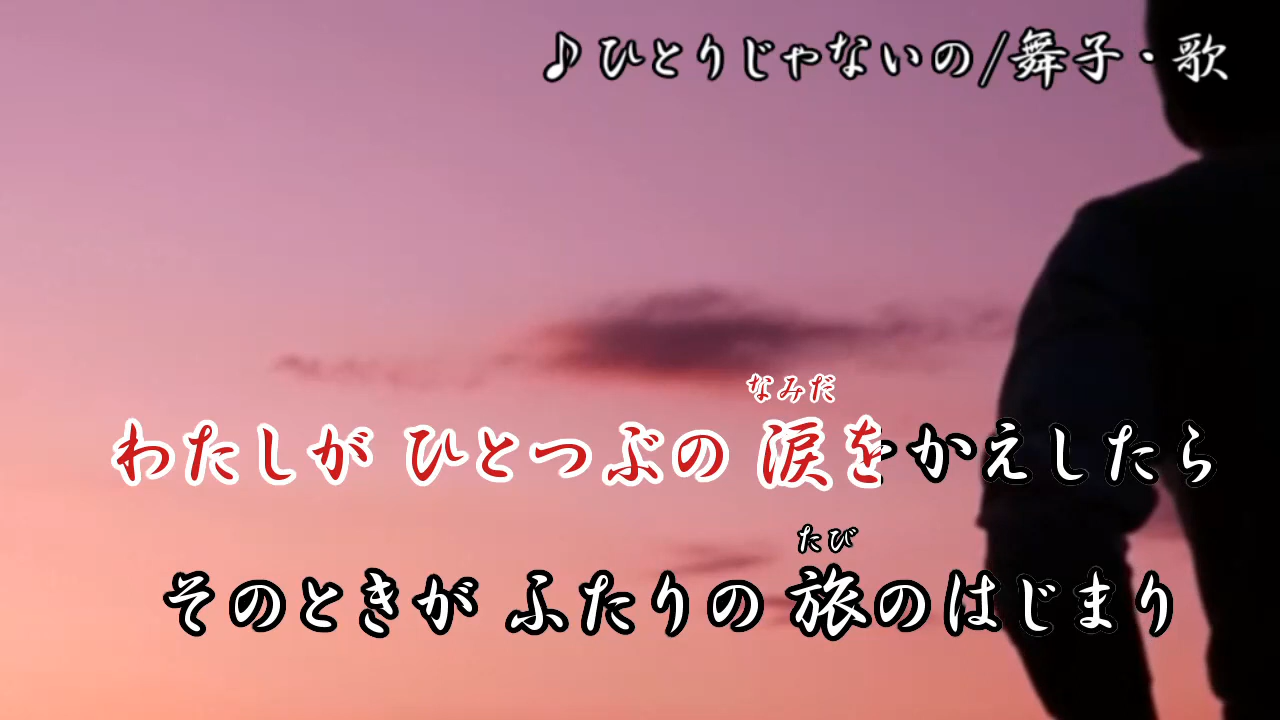 ♪ひとりじゃないの/舞子・歌
なみだ
わたしが ひとつぶの 涙をかえしたら
たび
そのときが ふたりの 旅のはじまり